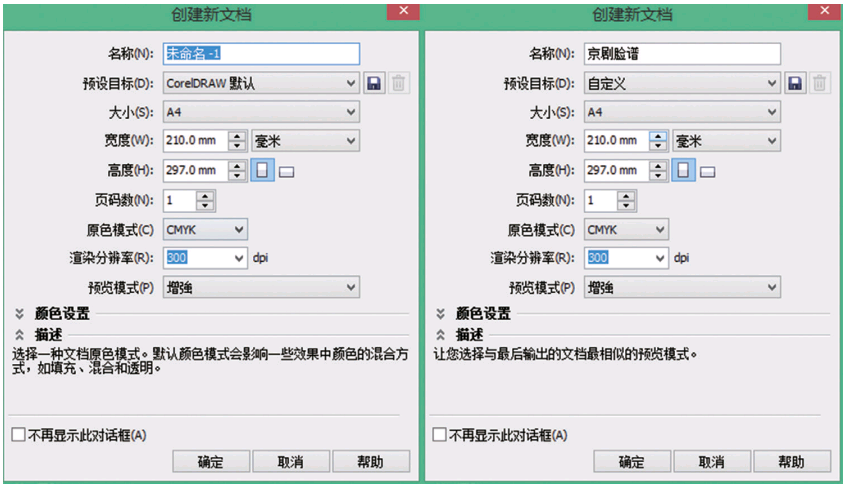 创建新文档
名称(N): 未命名 -1
预设目标(D): CorelDRAW 默认
大小(S): A4
宽度(W): 210.0 mm 毫米
高度(H): 297.0 mm
页码数(N): 1
原色模式(C) CMYK
渲染分辨率(R): 300 dpi
预览模式(P) 增强
颜色设置
描述
选择一种文档原色模式。默认颜色模式会影响一些效果中颜色的混合方
式，如填充、混合和透明。
不再显示此对话框(A)
确定 取消 帮助
创建新文档
名称(N): 京剧脸谱
预设目标(D): 自定义
大小(S): A4
宽度(W): 210.0 mm 毫米
高度(H): 297.0 mm
页码数(N): 1
原色模式(C) CMYK
渲染分辨率(R): 300 dpi
预览模式(P) 增强
颜色设置
描述
让您选择与最后输出的文档最相似的预览模式。
不再显示此对话框(A)
确定 取消 帮助